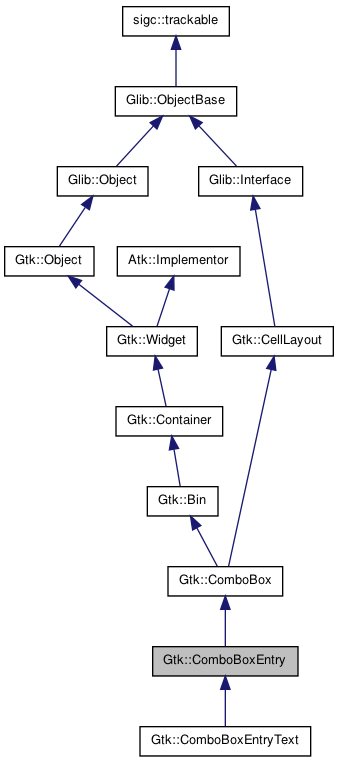 sigc::trackable
Glib::ObjectBase
Glib::Object
Glib::Interface
Gtk::Object
Atk::Implementor
Gtk::Widget
Gtk::CellLayout
Gtk::Container
Gtk::Bin
Gtk::ComboBox
Gtk::ComboBoxEntry
Gtk::ComboBoxEntryText